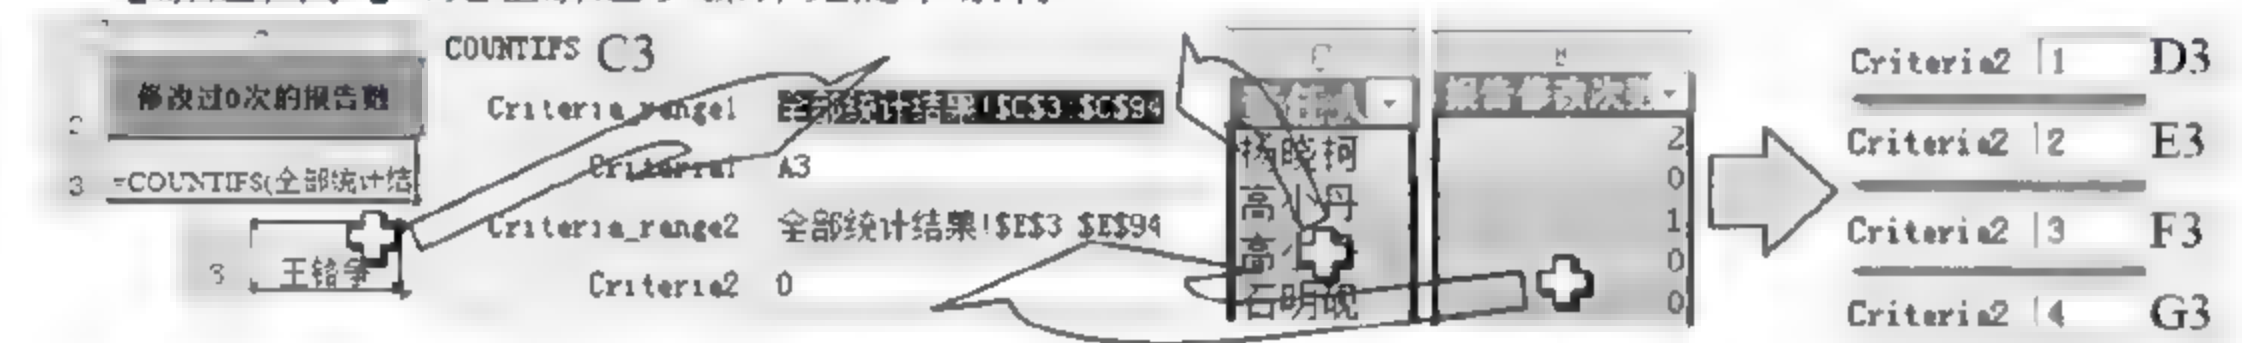 COUNTIFS C3
修改过0次的报告数
2
3 =COUNTIFS(全部统计结
3 王铭争
Criteria_range1 全部统计结果!$C$3:$C$94
Criteria1 A3
Criteria_range2 全部统计结果!$E$3:$E$94
Criteria2 0
C
责任人
杨晓柯
高小丹
石明砚
报告修改次数
2
0
1
0
0
Criteria2 1 D3
Criteria2 2 E3
Criteria2 3 F3
Criteria2 4 G3